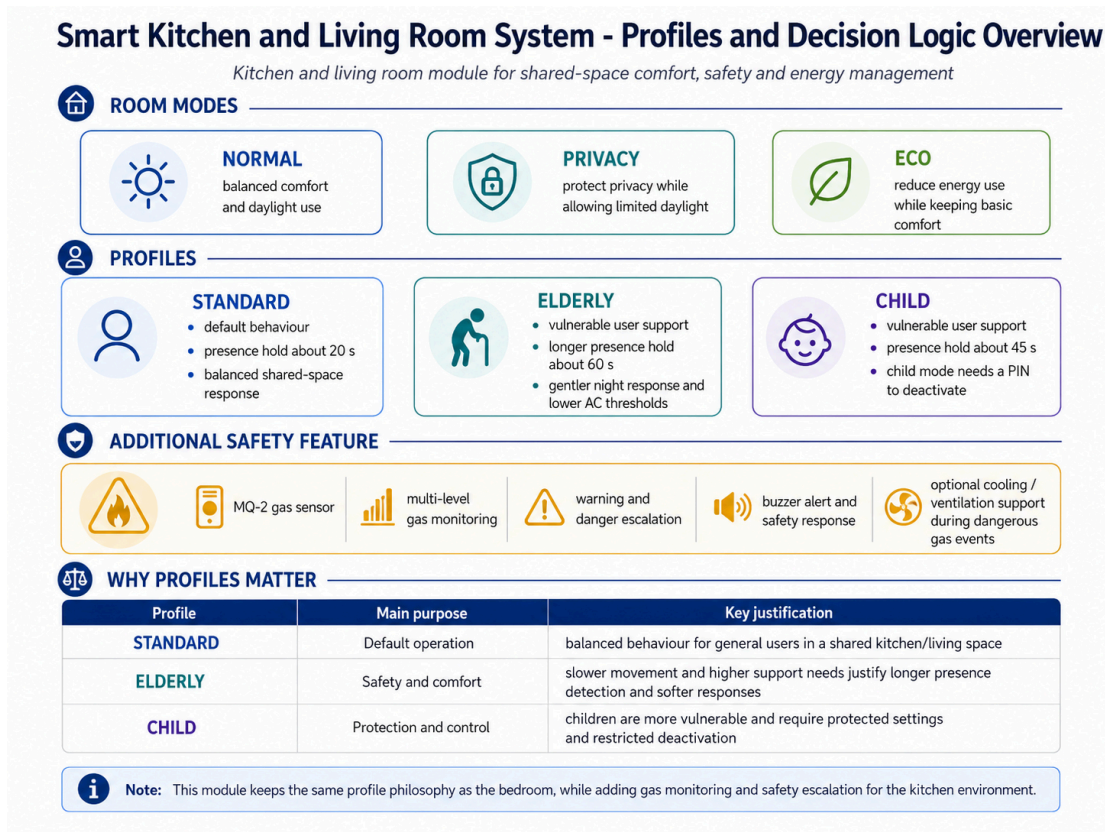 Smart Kitchen and Living Room System - Profiles and Decision Logic Overview
Kitchen and living room module for shared-space comfort, safety and energy management
ROOM MODES
NORMAL
balanced comfort
and daylight use
PRIVACY
protect privacy while
allowing limited daylight
ECO
reduce energy use
while keeping basic
comfort
PROFILES
STANDARD
• default behaviour
• presence hold about 20 s
• balanced shared-space
response
ELDERLY
• vulnerable user support
• longer presence hold
about 60 s
• gentler night response and
lower AC thresholds
CHILD
• vulnerable user support
• presence hold about 45 s
• child mode needs a PIN
to deactivate
ADDITIONAL SAFETY FEATURE
MQ-2 gas sensor
multi-level
gas monitoring
warning and
danger escalation
buzzer alert and
safety response
optional cooling /
ventilation support
during dangerous
gas events
WHY PROFILES MATTER
Profile Main purpose Key justification
STANDARD Default operation balanced behaviour for general users in a shared kitchen/living space
ELDERLY Safety and comfort slower movement and higher support needs justify longer presence
detection and softer responses
CHILD Protection and control children are more vulnerable and require protected settings
and restricted deactivation
Note: This module keeps the same profile philosophy as the bedroom, while adding gas monitoring and safety escalation for the kitchen environment.